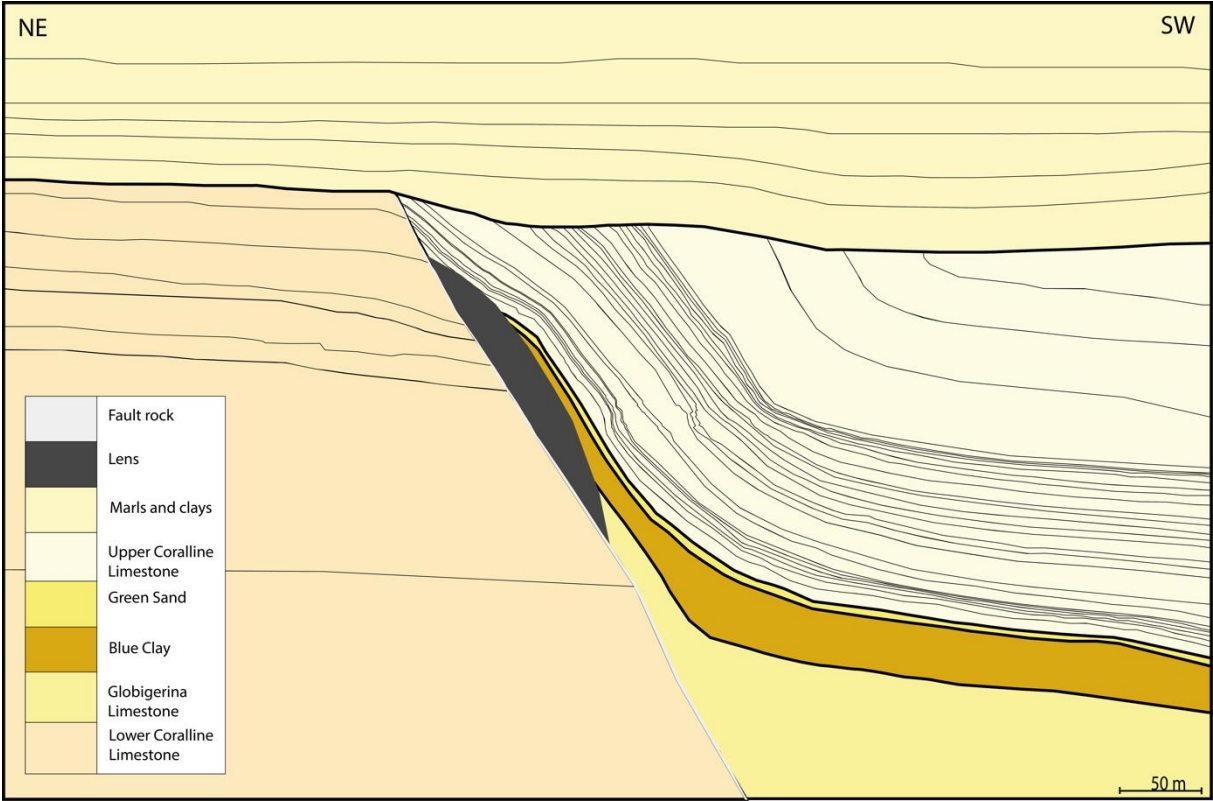 NE
SW
Fault rock
Lens
Marls and clays
Upper Coralline
Limestone
Green Sand
Blue Clay
Globigerina
Limestone
Lower Coralline
Limestone
50 m